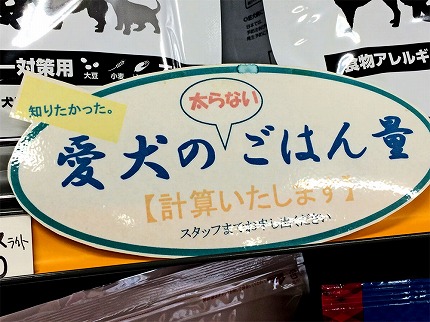 ー対策用
大豆
小麦
食物アレルギ
犬
知りたかった。
太らない
愛犬の ごはん量
【計算いたします】
スタッフまでお申し出ください